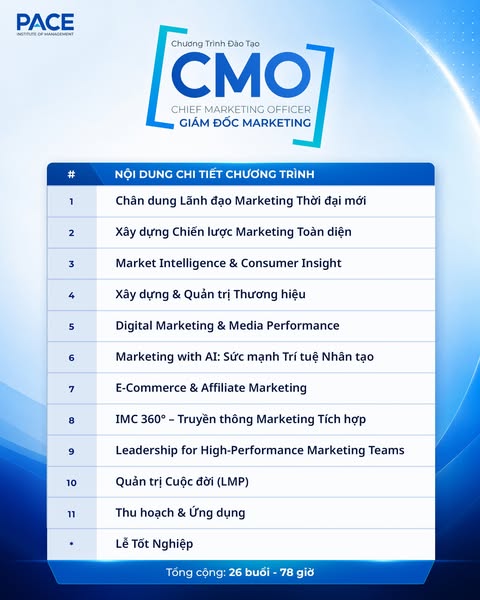 PACE
INSTITUTE OF MANAGEMENT
Chương Trình Đào Tạo
CMO
CHIEF MARKETING OFFICER
GIÁM ĐỐC MARKETING
# NỘI DUNG CHI TIẾT CHƯƠNG TRÌNH
1 Chân dung Lãnh đạo Marketing Thời đại mới
2 Xây dựng Chiến lược Marketing Toàn diện
3 Market Intelligence & Consumer Insight
4 Xây dựng & Quản trị Thương hiệu
5 Digital Marketing & Media Performance
6 Marketing with AI: Sức mạnh Trí tuệ Nhân tạo
7 E-Commerce & Affiliate Marketing
8 IMC 360° – Truyền thông Marketing Tích hợp
9 Leadership for High-Performance Marketing Teams
10 Quản trị Cuộc đời (LMP)
11 Thu hoạch & Ứng dụng
* Lễ Tốt Nghiệp
Tổng cộng: 26 buổi - 78 giờ